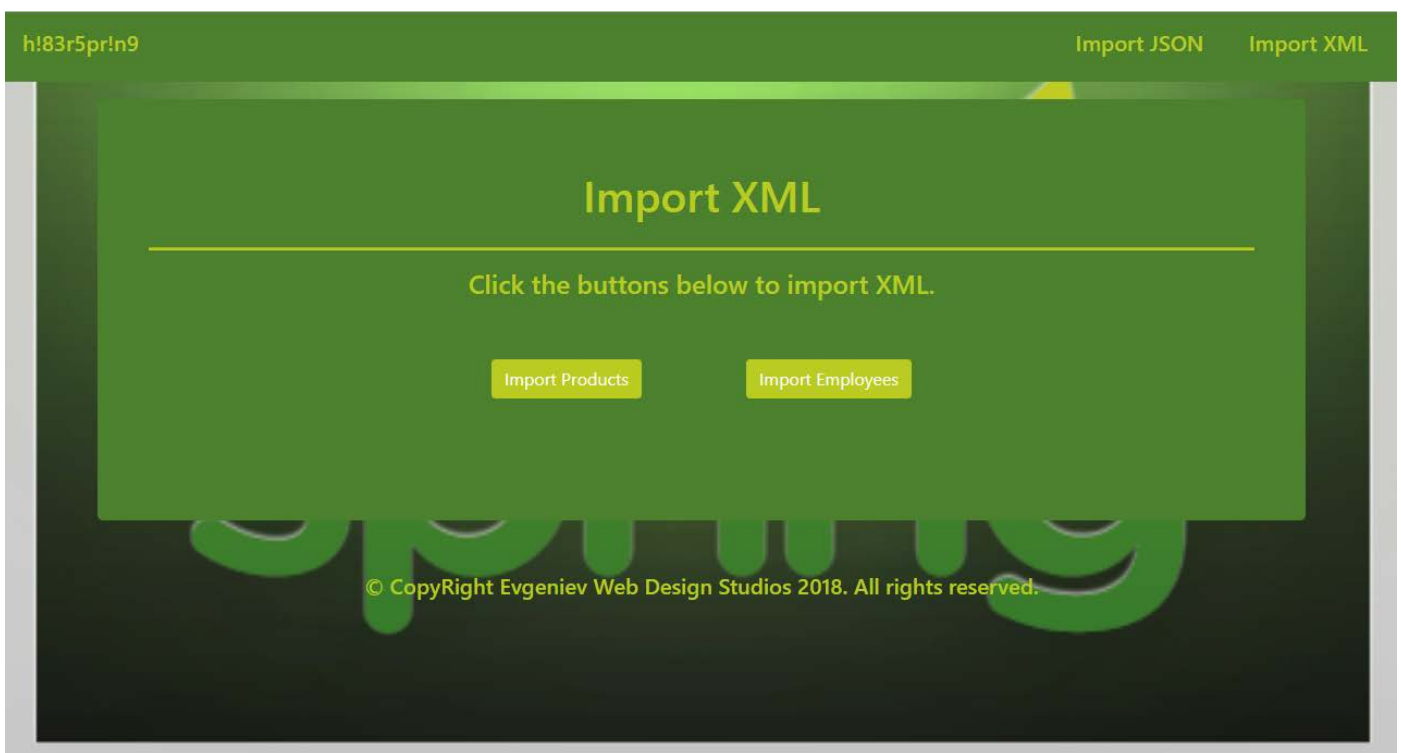 h!83r5pr!n9 Import JSON Import XML
Import XML
Click the buttons below to import XML.
Import Products Import Employees
spring
© CopyRight Evgeniev Web Design Studios 2018. All rights reserved.